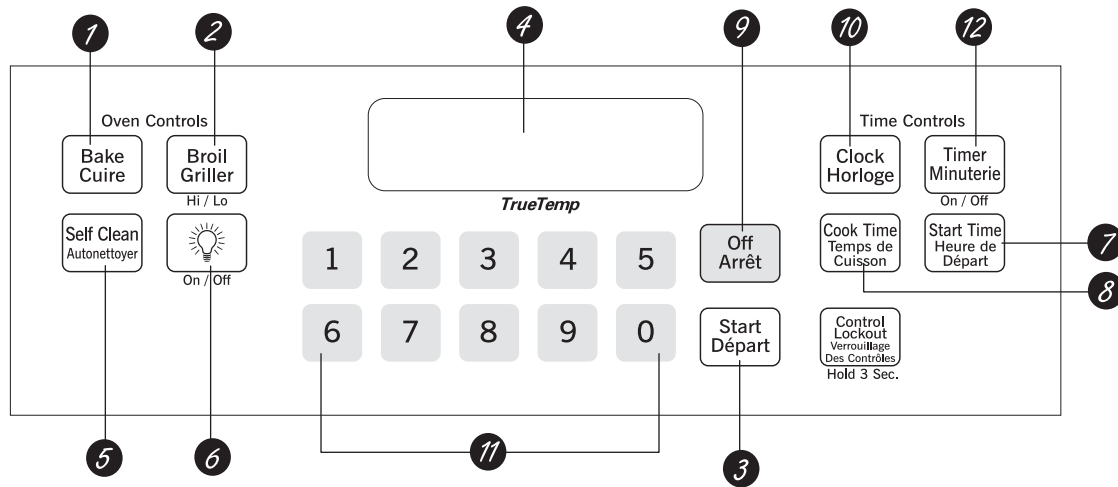 1
2
4
9
10
12
Oven Controls
Bake
Cuire
Broil
Griller
Hi / Lo
Self Clean
Autonettoyer
On / Off
TrueTemp
1 2 3 4 5
6 7 8 9 0
Off
Arrêt
Start
Départ
Time Controls
Clock
Horloge
Timer
Minuterie
On / Off
Cook Time
Temps de
Cuisson
Start Time
Heure de
Départ
Control
Lockout
Verrouillage
Des Contrôles
Hold 3 Sec.
7
8
5
6
11
3